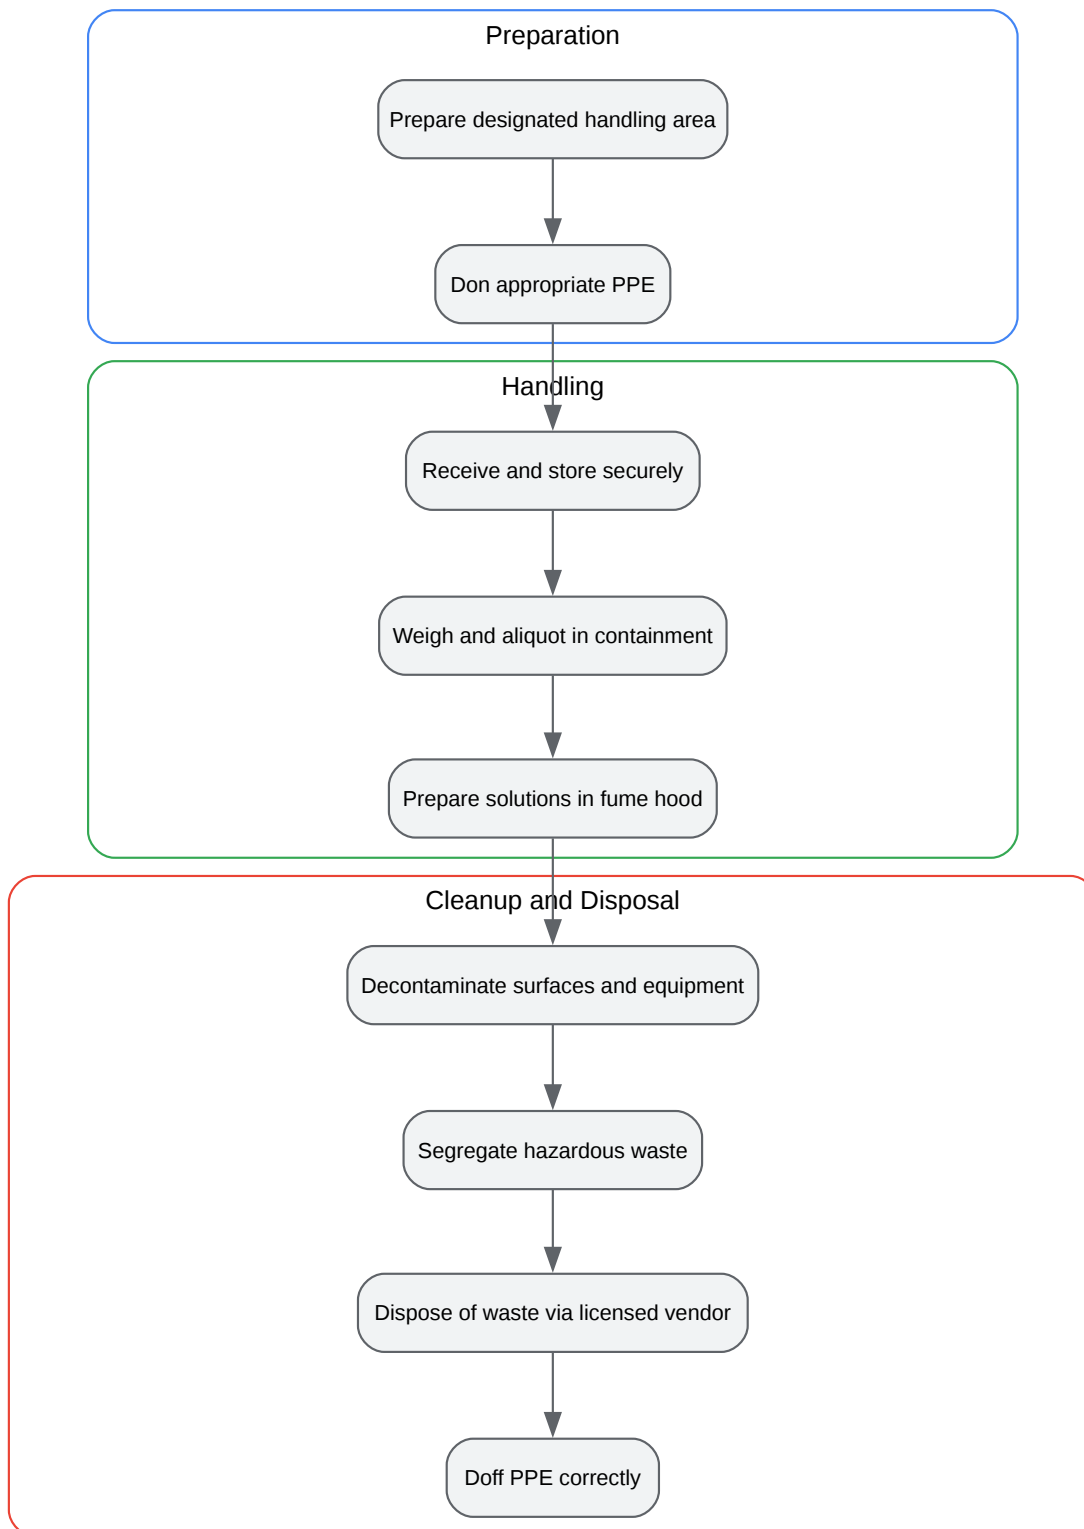 Preparation
Prepare designated handling area
Don appropriate PPE
Handling
Receive and store securely
Weigh and aliquot in containment
Prepare solutions in fume hood
Cleanup and Disposal
Decontaminate surfaces and equipment
Segregate hazardous waste
Dispose of waste via licensed vendor
Doff PPE correctly